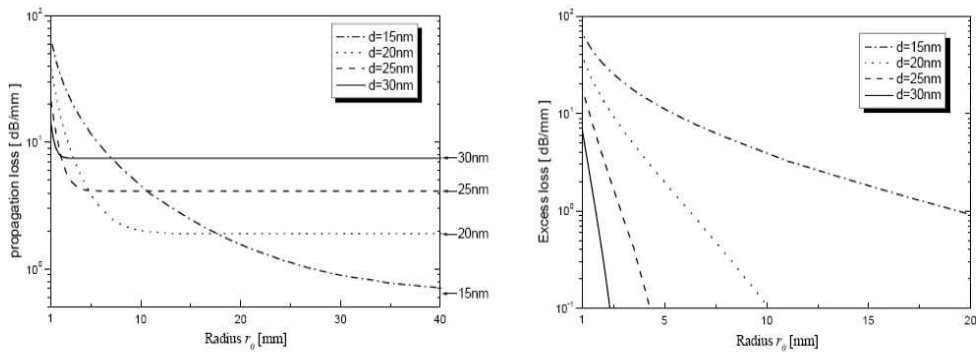 10²
10¹
10⁰
propagation loss [ dB/mm]
d=15nm
d=20nm
d=25nm
d=30nm
30nm
25nm
20nm
15nm
1
10
20
30
40
Radius r₀ [mm]
10²
10¹
10⁰
10⁻¹
Excess loss [ dB/mm]
d=15nm
d=20nm
d=25nm
d=30nm
1
5
10
15
20
Radius r₀ [mm]